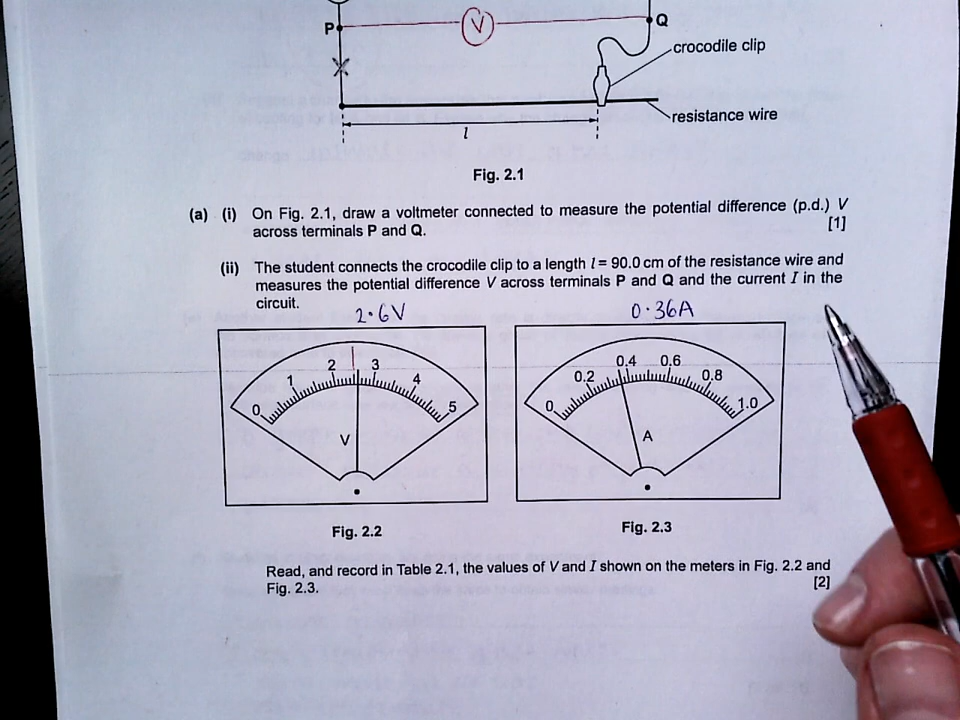 P V Q
crocodile clip
resistance wire
l
Fig. 2.1
(a) (i) On Fig. 2.1, draw a voltmeter connected to measure the potential difference (p.d.) V
across terminals P and Q. [1]
(ii) The student connects the crocodile clip to a length l = 90.0 cm of the resistance wire and
measures the potential difference V across terminals P and Q and the current I in the
circuit.
2.6V 0.36A
0 1 2 3 4 5
V
0 0.2 0.4 0.6 0.8 1.0
A
Fig. 2.2 Fig. 2.3
Read, and record in Table 2.1, the values of V and I shown on the meters in Fig. 2.2 and
Fig. 2.3. [2]